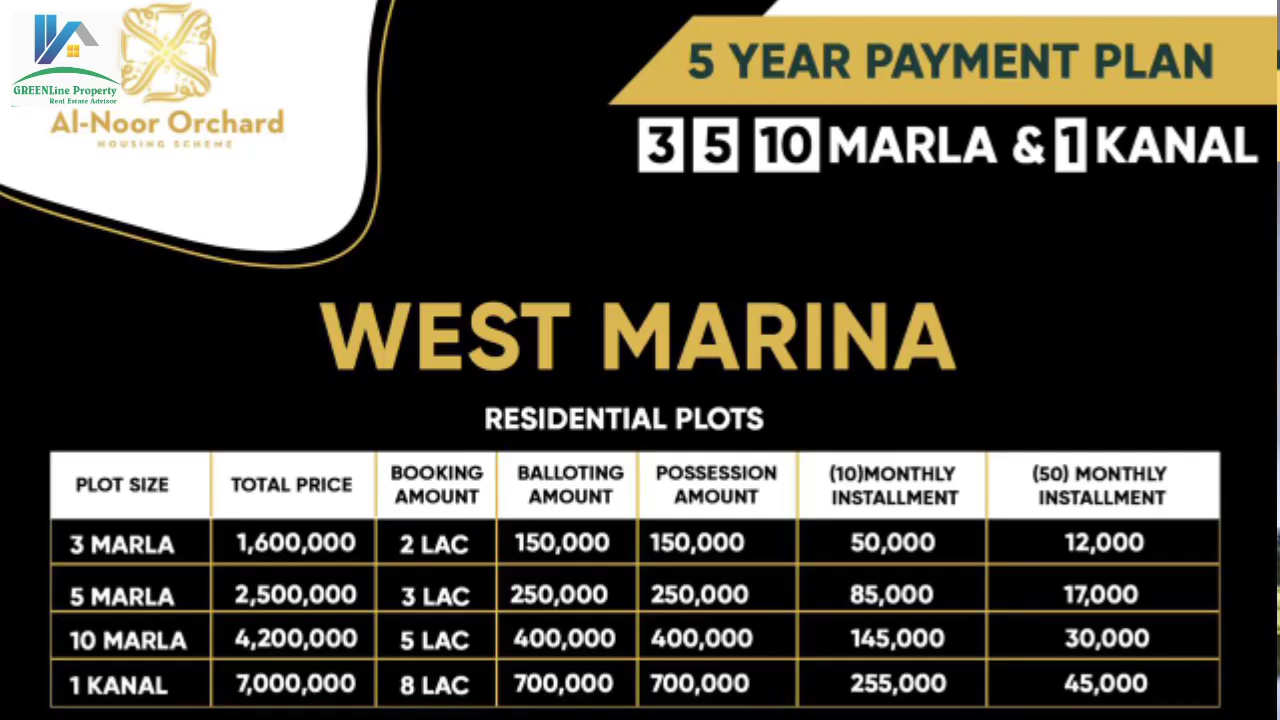 GREENLine Property
Real Estate Advisor
Al-Noor Orchard
HOUSING SCHEME
5 YEAR PAYMENT PLAN
3 5 10 MARLA & 1 KANAL
WEST MARINA
RESIDENTIAL PLOTS
PLOT SIZE TOTAL PRICE BOOKING AMOUNT BALLOTING AMOUNT POSSESSION AMOUNT (10)MONTHLY INSTALLMENT (50) MONTHLY INSTALLMENT
3 MARLA 1,600,000 2 LAC 150,000 150,000 50,000 12,000
5 MARLA 2,500,000 3 LAC 250,000 250,000 85,000 17,000
10 MARLA 4,200,000 5 LAC 400,000 400,000 145,000 30,000
1 KANAL 7,000,000 8 LAC 700,000 700,000 255,000 45,000